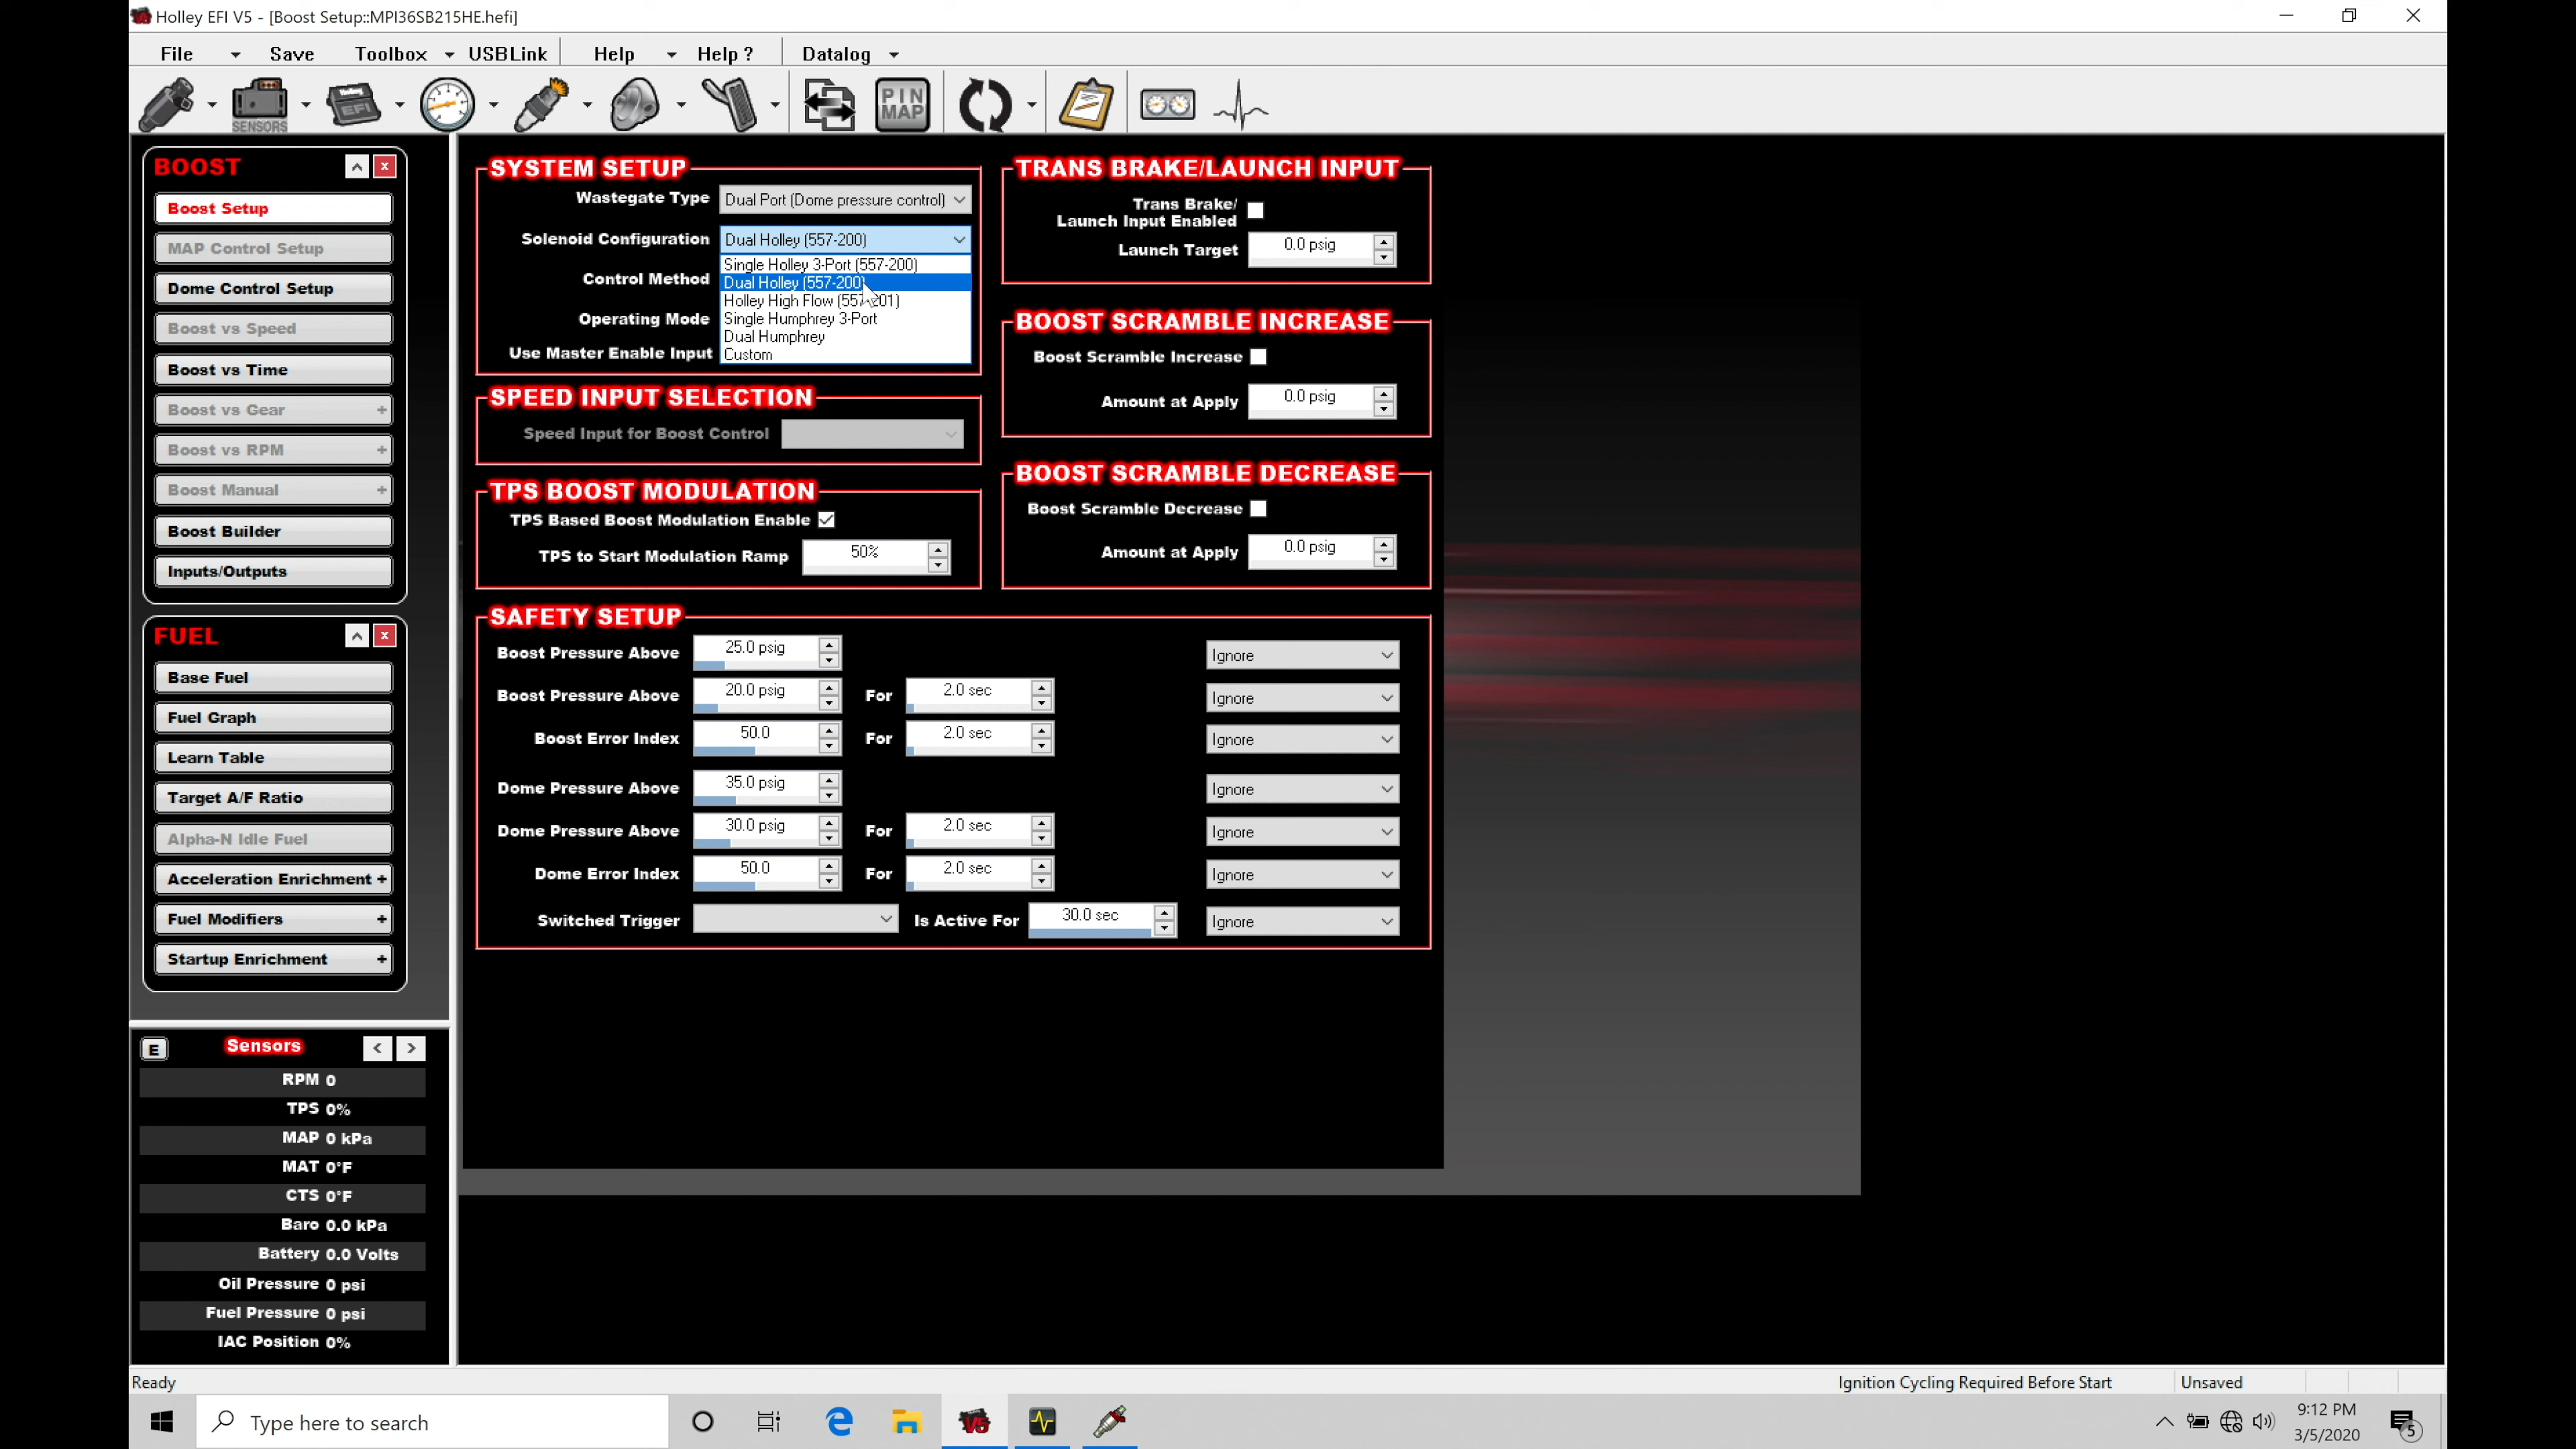 Holley EFI V5 - [Boost Setup::MPI36SB215HE.hefi]
File Save Toolbox USBLink Help Help ? Datalog
SENSORS
Holley EFI
PIN MAP
BOOST
Boost Setup
MAP Control Setup
Dome Control Setup
Boost vs Speed
Boost vs Time
Boost vs Gear +
Boost vs RPM +
Boost Manual +
Boost Builder
Inputs/Outputs
FUEL
Base Fuel
Fuel Graph
Learn Table
Target A/F Ratio
Alpha-N Idle Fuel
Acceleration Enrichment +
Fuel Modifiers +
Startup Enrichment +
E Sensors < >
RPM 0
TPS 0%
MAP 0 kPa
MAT 0°F
CTS 0°F
Baro 0.0 kPa
Battery 0.0 Volts
Oil Pressure 0 psi
Fuel Pressure 0 psi
IAC Position 0%
SYSTEM SETUP
Wastegate Type Dual Port (Dome pressure control)
Solenoid Configuration Dual Holley (557-200)
Single Holley 3-Port (557-200)
Control Method Dual Holley (557-200)
Holley High Flow (557-201)
Operating Mode Single Humphrey 3-Port
Dual Humphrey
Use Master Enable Input Custom
SPEED INPUT SELECTION
Speed Input for Boost Control
TPS BOOST MODULATION
TPS Based Boost Modulation Enable
TPS to Start Modulation Ramp 50%
TRANS BRAKE/LAUNCH INPUT
Trans Brake/
Launch Input Enabled
Launch Target 0.0 psig
BOOST SCRAMBLE INCREASE
Boost Scramble Increase
Amount at Apply 0.0 psig
BOOST SCRAMBLE DECREASE
Boost Scramble Decrease
Amount at Apply 0.0 psig
SAFETY SETUP
Boost Pressure Above 25.0 psig Ignore
Boost Pressure Above 20.0 psig For 2.0 sec Ignore
Boost Error Index 50.0 For 2.0 sec Ignore
Dome Pressure Above 35.0 psig Ignore
Dome Pressure Above 30.0 psig For 2.0 sec Ignore
Dome Error Index 50.0 For 2.0 sec Ignore
Switched Trigger Is Active For 30.0 sec Ignore
Ready Ignition Cycling Required Before Start Unsaved
Type here to search
V5
9:12 PM
3/5/2020
5